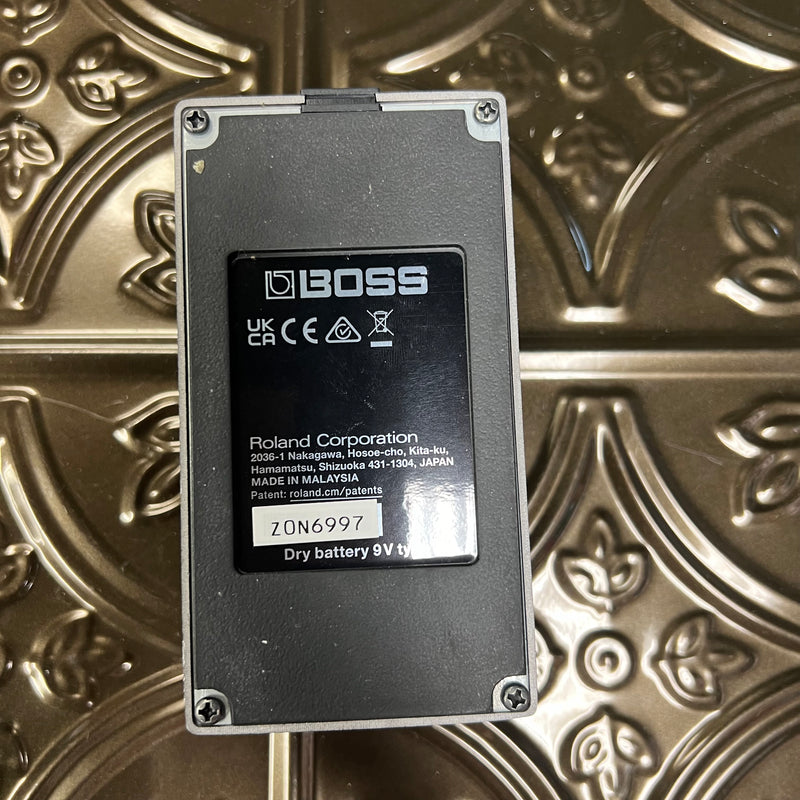 BOSS
UK
CA CE
Roland Corporation
2036-1 Nakagawa, Hosoe-cho, Kita-ku,
Hamamatsu, Shizuoka 431-1304, JAPAN
MADE IN MALAYSIA
Patent: roland.cm/patents
Z0N6997
Dry battery 9V